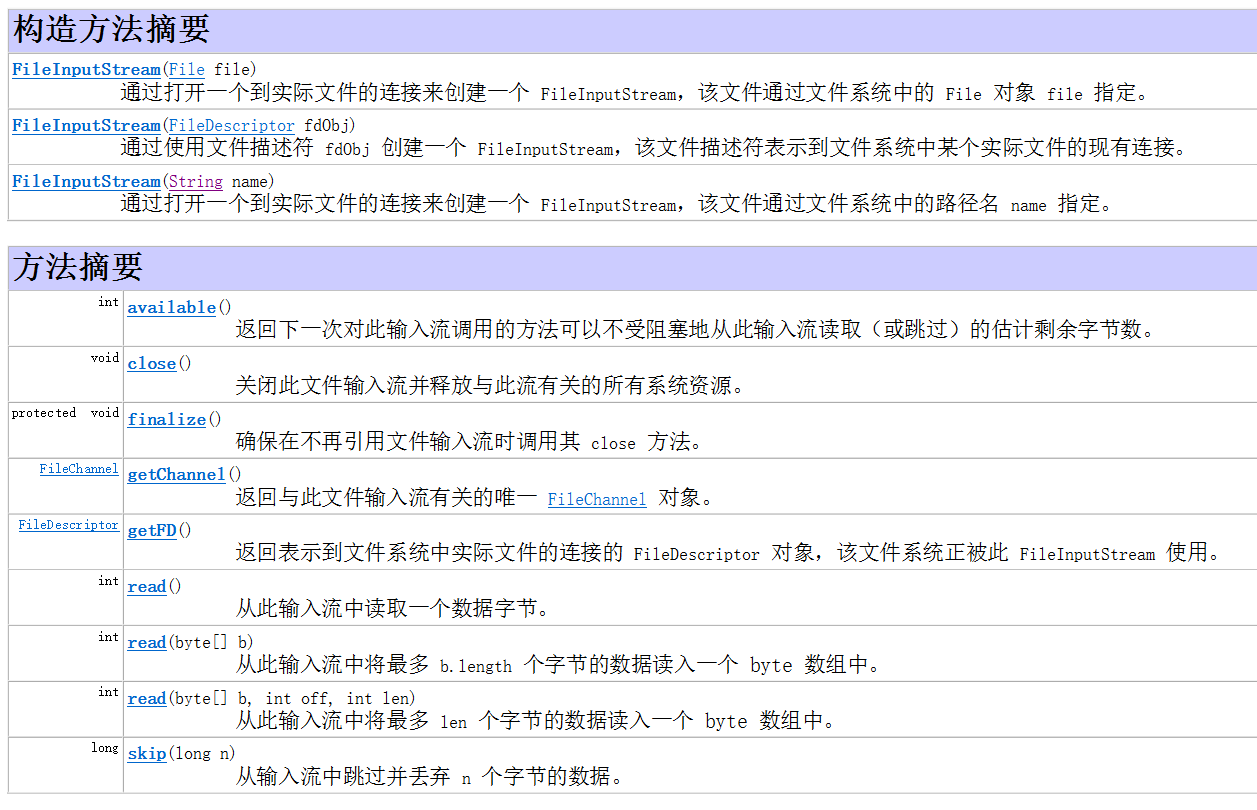 构造方法摘要
FileInputStream(File file)
通过打开一个到实际文件的连接来创建一个 FileInputStream，该文件通过文件系统中的 File 对象 file 指定。
FileInputStream(FileDescriptor fdObj)
通过使用文件描述符 fdObj 创建一个 FileInputStream，该文件描述符表示到文件系统中某个实际文件的现有连接。
FileInputStream(String name)
通过打开一个到实际文件的连接来创建一个 FileInputStream，该文件通过文件系统中的路径名 name 指定。
方法摘要
int available()
返回下一次对此输入流调用的方法可以不受阻塞地从此输入流读取（或跳过）的估计剩余字节数。
void close()
关闭此文件输入流并释放与此流有关的所有系统资源。
protected void finalize()
确保在不再引用文件输入流时调用其 close 方法。
FileChannel getChannel()
返回与此文件输入流有关的唯一 FileChannel 对象。
FileDescriptor getFD()
返回表示到文件系统中实际文件的连接的 FileDescriptor 对象，该文件系统正被此 FileInputStream 使用。
int read()
从此输入流中读取一个数据字节。
int read(byte[] b)
从此输入流中将最多 b.length 个字节的数据读入一个 byte 数组中。
int read(byte[] b, int off, int len)
从此输入流中将最多 len 个字节的数据读入一个 byte 数组中。
long skip(long n)
从输入流中跳过并丢弃 n 个字节的数据。